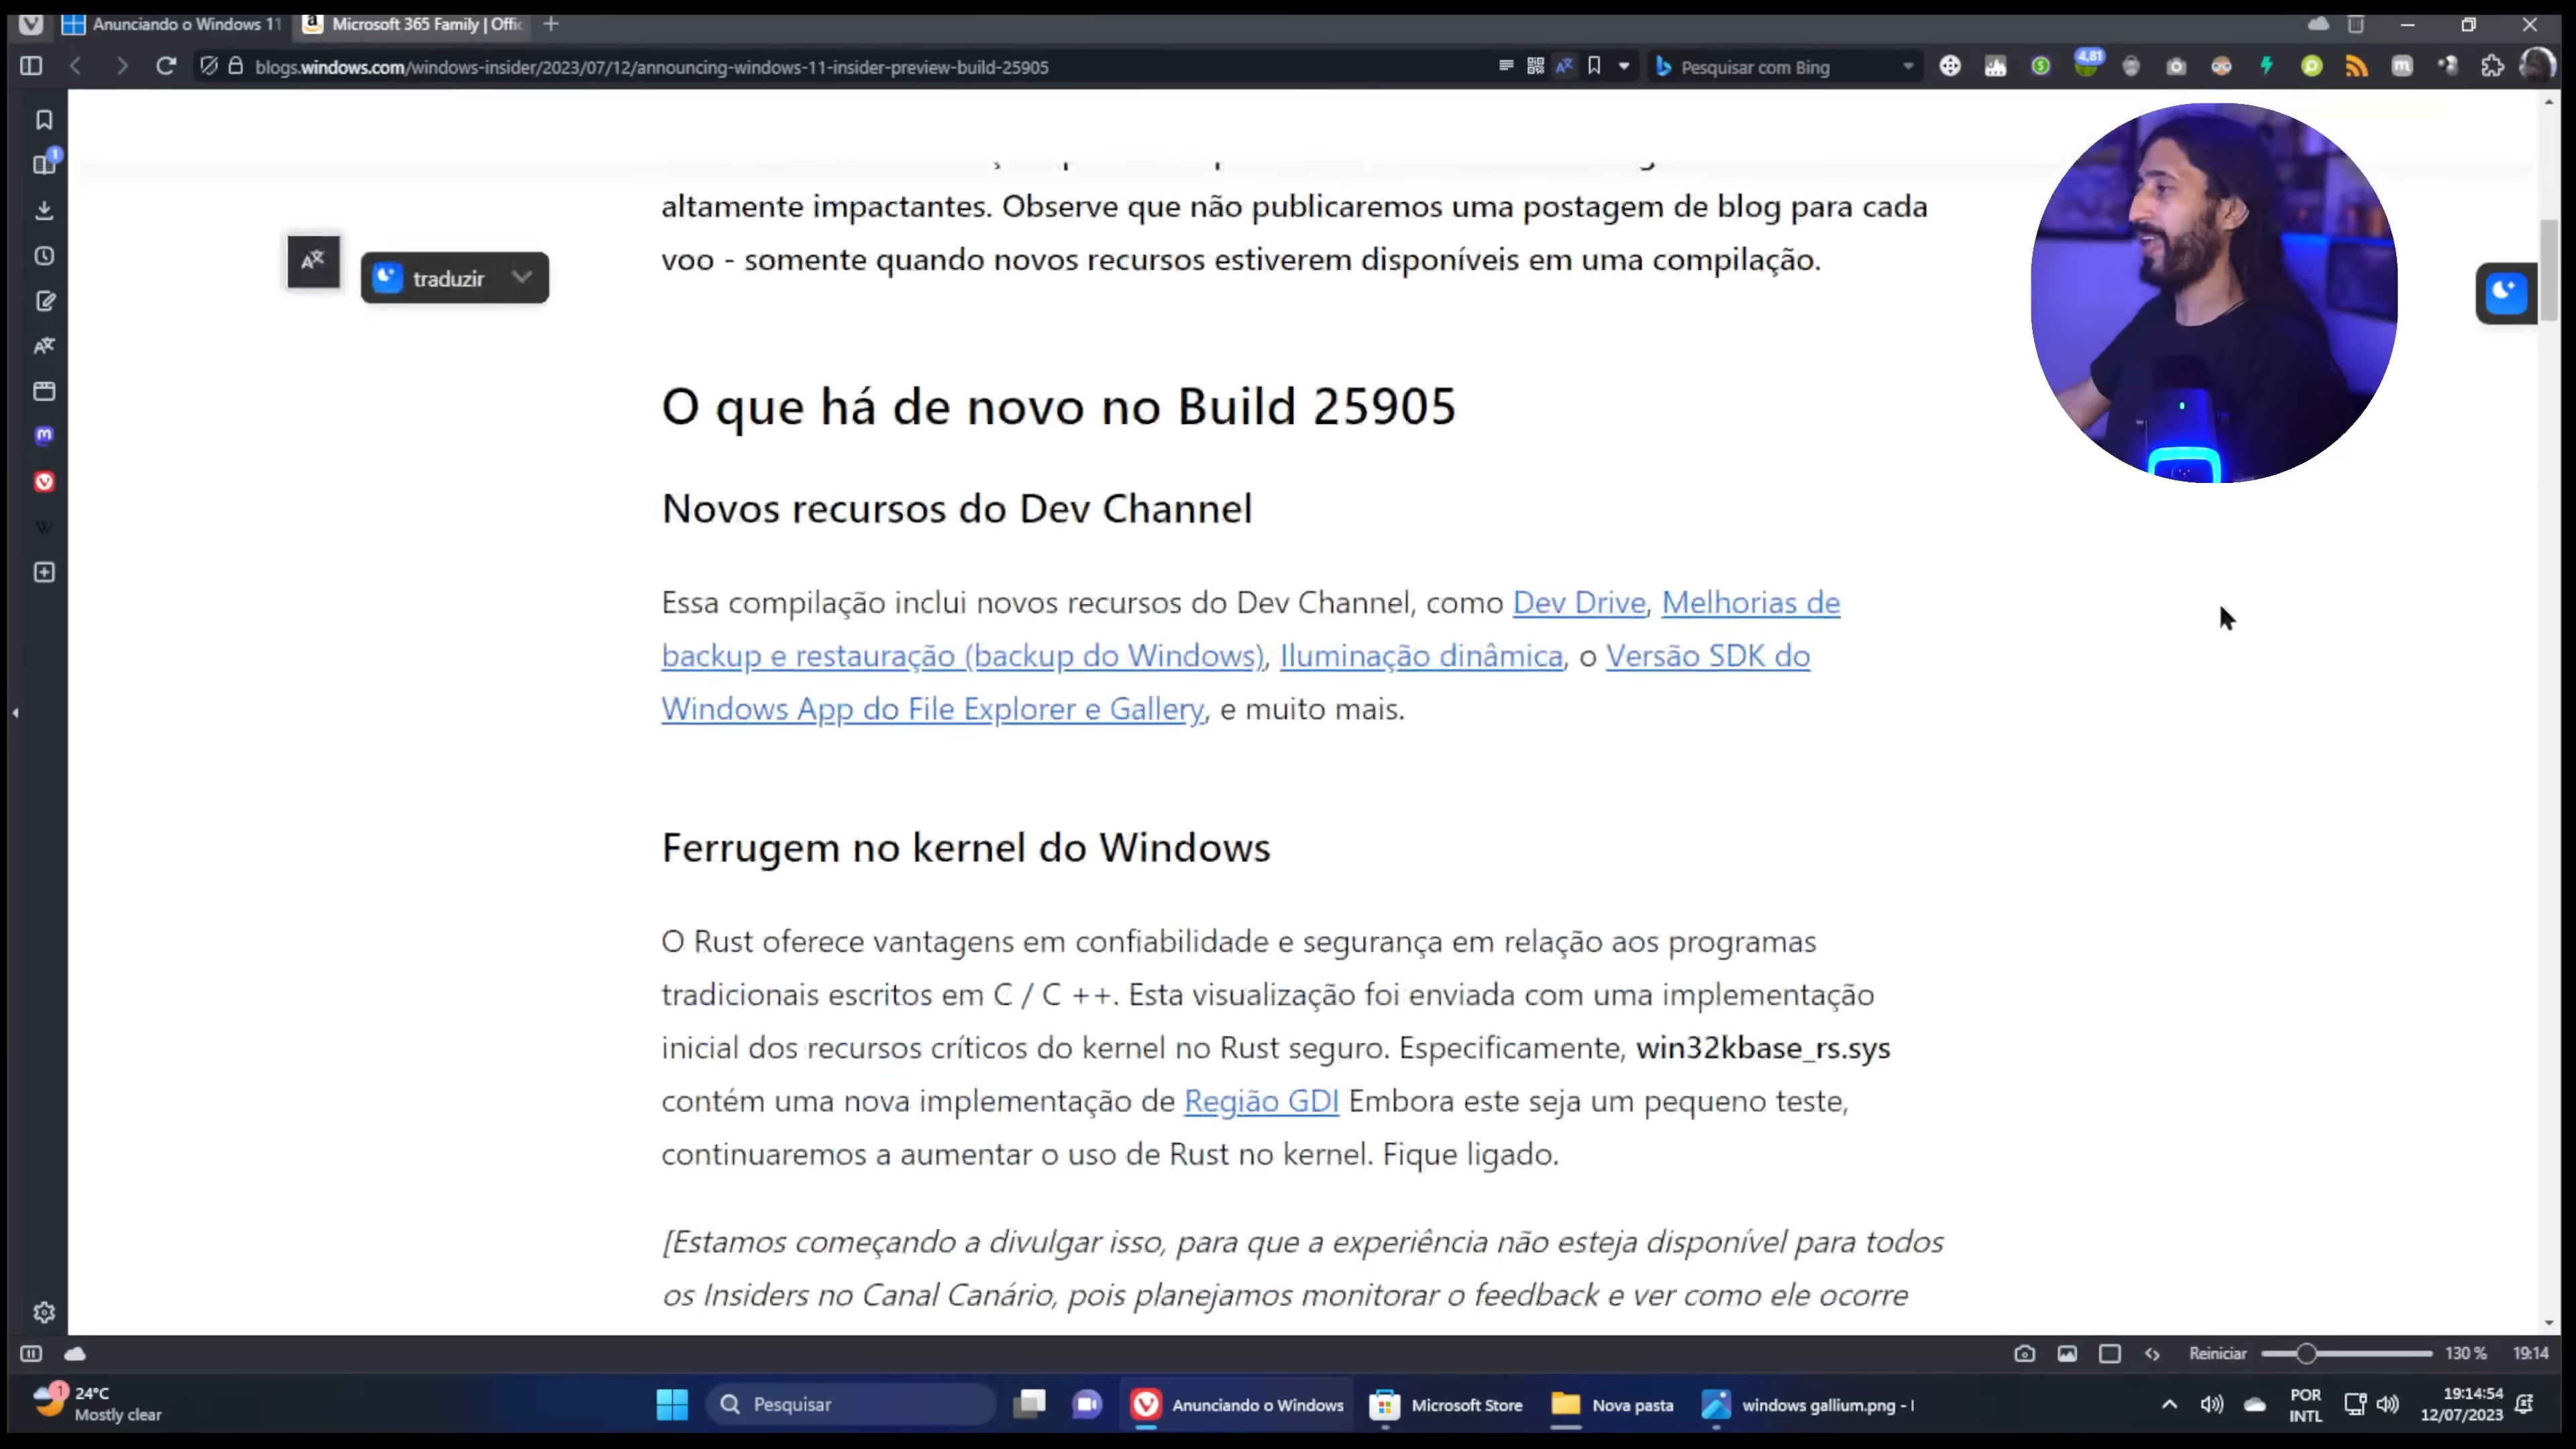 Anunciando o Windows 11
Microsoft 365 Family | Offic
blogs.windows.com/windows-insider/2023/07/12/announcing-windows-11-insider-preview-build-25905
Pesquisar com Bing
4,81
1
altamente impactantes. Observe que não publicaremos uma postagem de blog para cada
voo - somente quando novos recursos estiverem disponíveis em uma compilação.
traduzir
O que há de novo no Build 25905
Novos recursos do Dev Channel
Essa compilação inclui novos recursos do Dev Channel, como Dev Drive, Melhorias de
backup e restauração (backup do Windows), Iluminação dinâmica, o Versão SDK do
Windows App do File Explorer e Gallery, e muito mais.
Ferrugem no kernel do Windows
O Rust oferece vantagens em confiabilidade e segurança em relação aos programas
tradicionais escritos em C / C ++. Esta visualização foi enviada com uma implementação
inicial dos recursos críticos do kernel no Rust seguro. Especificamente, win32kbase_rs.sys
contém uma nova implementação de Região GDI Embora este seja um pequeno teste,
continuaremos a aumentar o uso de Rust no kernel. Fique ligado.
[Estamos começando a divulgar isso, para que a experiência não esteja disponível para todos
os Insiders no Canal Canário, pois planejamos monitorar o feedback e ver como ele ocorre
Reiniciar
130 %
19:14
1
24°C
Mostly clear
Pesquisar
Anunciando o Windows
Microsoft Store
Nova pasta
windows gallium.png - I
POR
INTL
19:14:54
12/07/2023